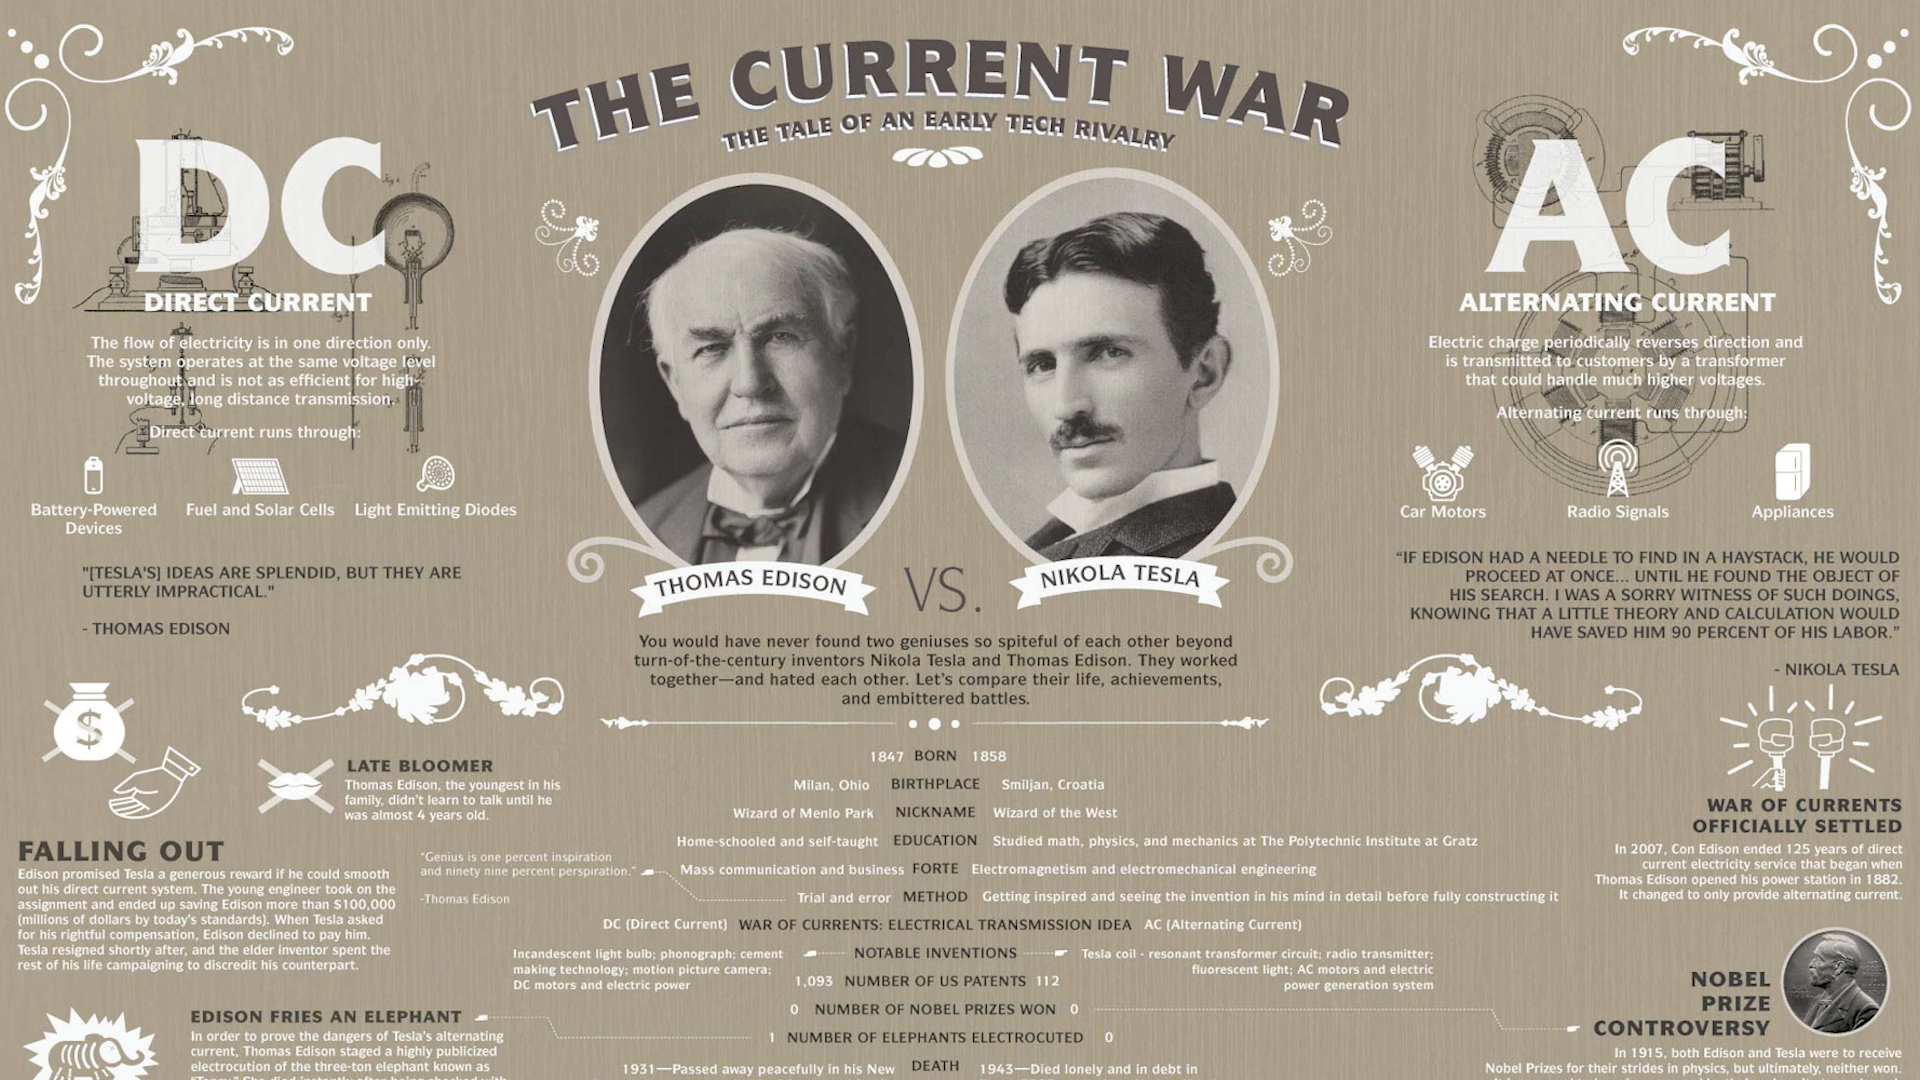 THE CURRENT WAR
THE TALE OF AN EARLY TECH RIVALRY
DC
DIRECT CURRENT
The flow of electricity is in one direction only.
The system operates at the same voltage level
throughout and is not as efficient for high-
voltage, long distance transmission.
Direct current runs through:
Battery-Powered
Devices
Fuel and Solar Cells
Light Emitting Diodes
"[TESLA'S] IDEAS ARE SPLENDID, BUT THEY ARE
UTTERLY IMPRACTICAL."
- THOMAS EDISON
AC
ALTERNATING CURRENT
Electric charge periodically reverses direction and
is transmitted to customers by a transformer
that could handle much higher voltages.
Alternating current runs through:
Car Motors
Radio Signals
Appliances
“IF EDISON HAD A NEEDLE TO FIND IN A HAYSTACK, HE WOULD
PROCEED AT ONCE... UNTIL HE FOUND THE OBJECT OF
HIS SEARCH. I WAS A SORRY WITNESS OF SUCH DOINGS,
KNOWING THAT A LITTLE THEORY AND CALCULATION WOULD
HAVE SAVED HIM 90 PERCENT OF HIS LABOR.”
- NIKOLA TESLA
THOMAS EDISON
VS.
NIKOLA TESLA
You would have never found two geniuses so spiteful of each other beyond
turn-of-the-century inventors Nikola Tesla and Thomas Edison. They worked
together—and hated each other. Let's compare their life, achievements,
and embittered battles.
$
LATE BLOOMER
Thomas Edison, the youngest in his
family, didn't learn to talk until he
was almost 4 years old.
FALLING OUT
Edison promised Tesla a generous reward if he could smooth
out his direct current system. The young engineer took on the
assignment and ended up saving Edison more than $100,000
(millions of dollars by today's standards). When Tesla asked
for his rightful compensation, Edison declined to pay him.
Tesla resigned shortly after, and the elder inventor spent the
rest of his life campaigning to discredit his counterpart.
"Genius is one percent inspiration
and ninety nine percent perspiration."
-Thomas Edison
1847 BORN 1858
Milan, Ohio BIRTHPLACE Smiljan, Croatia
Wizard of Menlo Park NICKNAME Wizard of the West
Home-schooled and self-taught EDUCATION Studied math, physics, and mechanics at The Polytechnic Institute at Gratz
Mass communication and business FORTE Electromagnetism and electromechanical engineering
Trial and error METHOD Getting inspired and seeing the invention in his mind in detail before fully constructing it
DC (Direct Current) WAR OF CURRENTS: ELECTRICAL TRANSMISSION IDEA AC (Alternating Current)
Incandescent light bulb; phonograph; cement
making technology; motion picture camera;
DC motors and electric power
NOTABLE INVENTIONS
Tesla coil - resonant transformer circuit; radio transmitter;
fluorescent light; AC motors and electric
power generation system
1,093 NUMBER OF US PATENTS 112
0 NUMBER OF NOBEL PRIZES WON 0
1 NUMBER OF ELEPHANTS ELECTROCUTED 0
1931—Passed away peacefully in his New DEATH 1943—Died lonely and in debt in
WAR OF CURRENTS
OFFICIALLY SETTLED
In 2007, Con Edison ended 125 years of direct
current electricity service that began when
Thomas Edison opened his power station in 1882.
It changed to only provide alternating current.
NOBEL
PRIZE
CONTROVERSY
In 1915, both Edison and Tesla were to receive
Nobel Prizes for their strides in physics, but ultimately, neither won.
EDISON FRIES AN ELEPHANT
In order to prove the dangers of Tesla's alternating
current, Thomas Edison staged a highly publicized
electrocution of the three-ton elephant known as